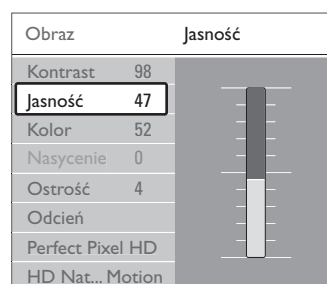 Obraz Jasność
Kontrast 98
Jasność 47
Kolor 52
Nasycenie 0
Ostrość 4
Odcień
Perfect Pixel HD
HD Nat... Motion